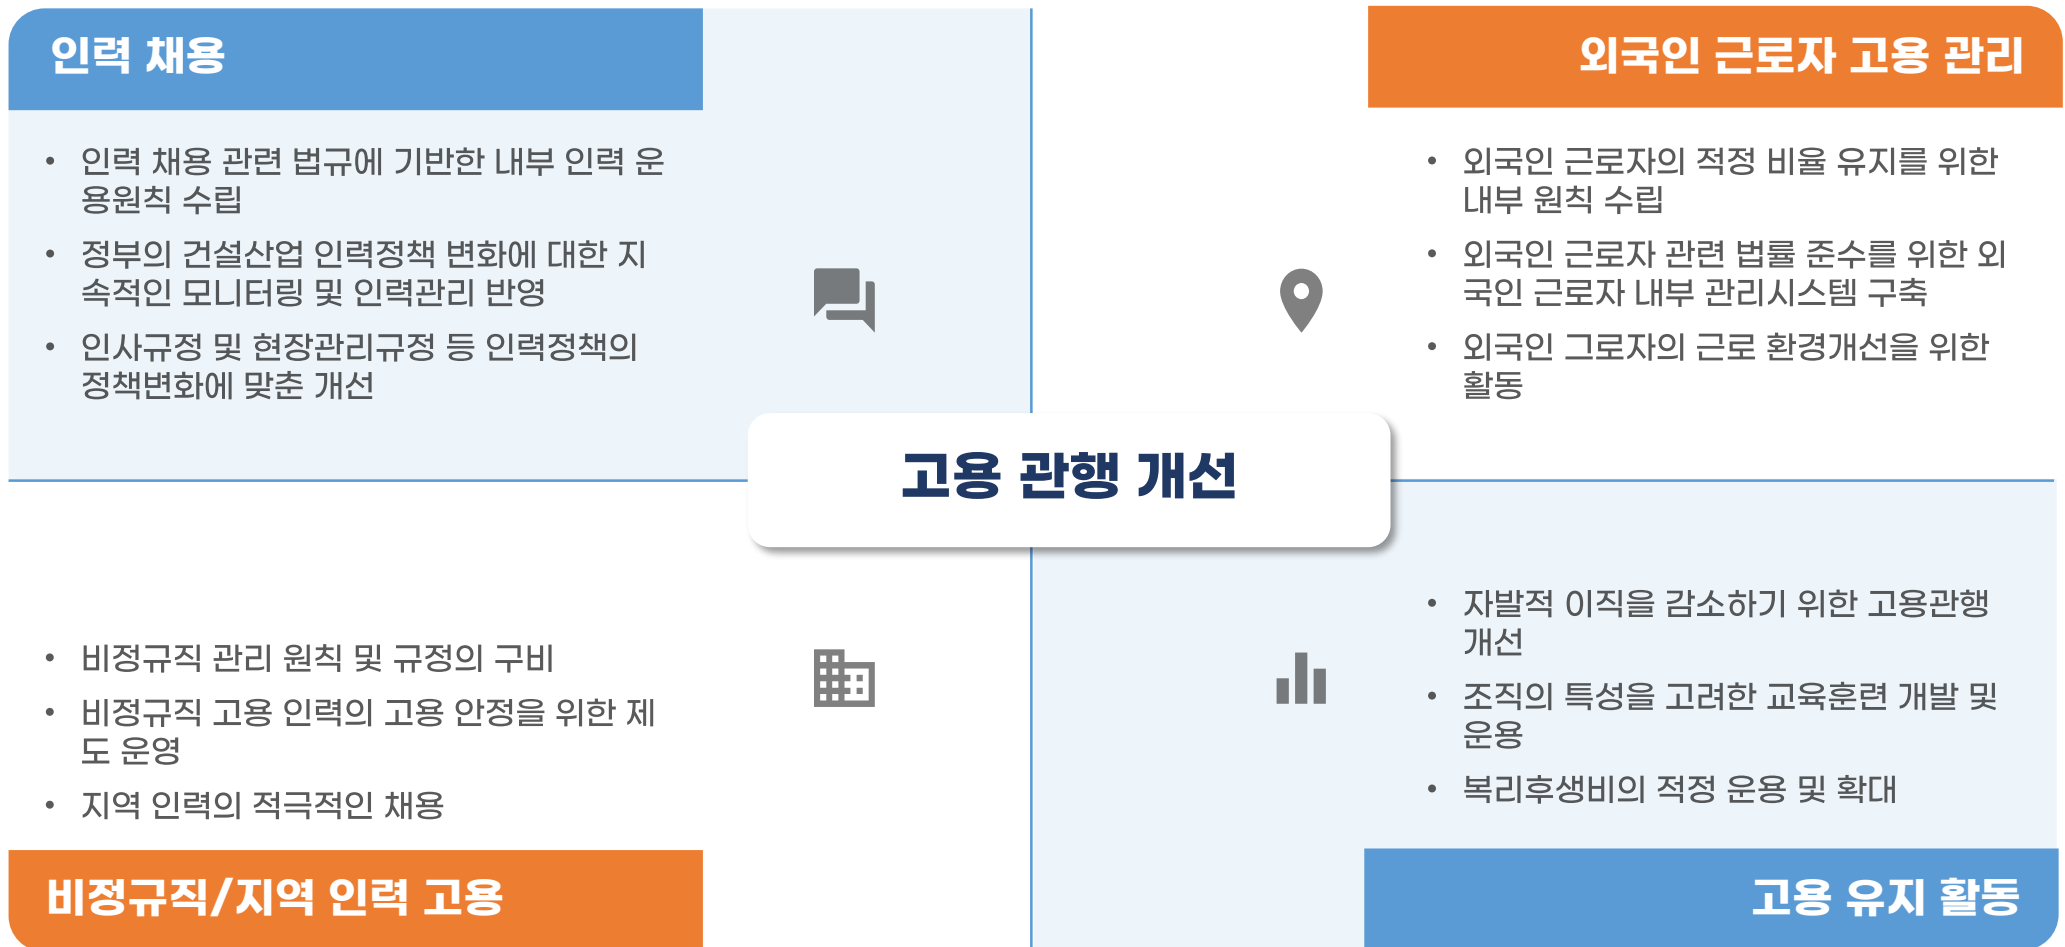 인력 채용
• 인력 채용 관련 법규에 기반한 내부 인력 운
용원칙 수립
• 정부의 건설산업 인력정책 변화에 대한 지
속적인 모니터링 및 인력관리 반영
• 인사규정 및 현장관리규정 등 인력정책의
정책변화에 맞춘 개선
외국인 근로자 고용 관리
• 외국인 근로자의 적정 비율 유지를 위한
내부 원칙 수립
• 외국인 근로자 관련 법률 준수를 위한 외
국인 근로자 내부 관리시스템 구축
• 외국인 그로자의 근로 환경개선을 위한
활동
고용 관행 개선
• 비정규직 관리 원칙 및 규정의 구비
• 비정규직 고용 인력의 고용 안정을 위한 제
도 운영
• 지역 인력의 적극적인 채용
비정규직/지역 인력 고용
• 자발적 이직을 감소하기 위한 고용관행
개선
• 조직의 특성을 고려한 교육훈련 개발 및
운용
• 복리후생비의 적정 운용 및 확대
고용 유지 활동